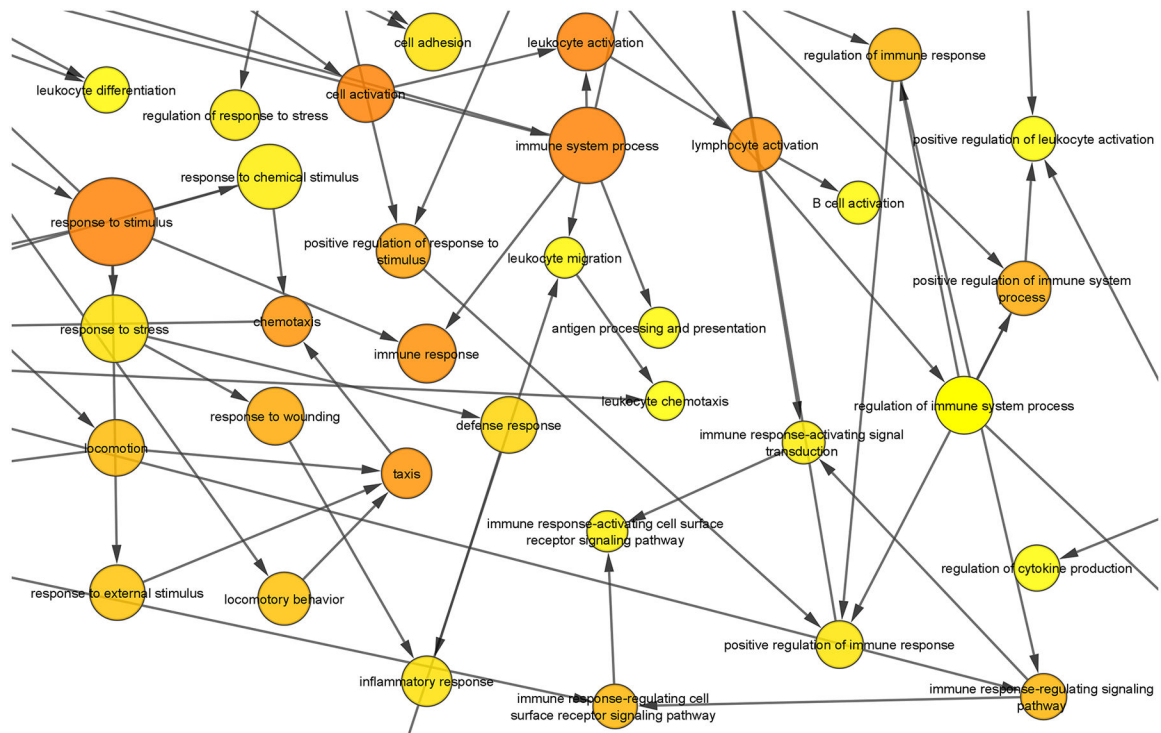 cell adhesion
leukocyte activation
regulation of immune response
leukocyte differentiation
cell activation
regulation of response to stress
immune system process
lymphocyte activation
positive regulation of leukocyte activation
response to chemical stimulus
B cell activation
response to stimulus
positive regulation of response to
stimulus
leukocyte migration
positive regulation of immune system
process
response to stress
chemotaxis
antigen processing and presentation
immune response
leukocyte chemotaxis
regulation of immune system process
response to wounding
defense response
immune response-activating signal
transduction
locomotion
taxis
immune response-activating cell surface
receptor signaling pathway
regulation of cytokine production
response to external stimulus
locomotory behavior
positive regulation of immune response
inflammatory response
immune response-regulating cell
surface receptor signaling pathway
immune response-regulating signaling
pathway